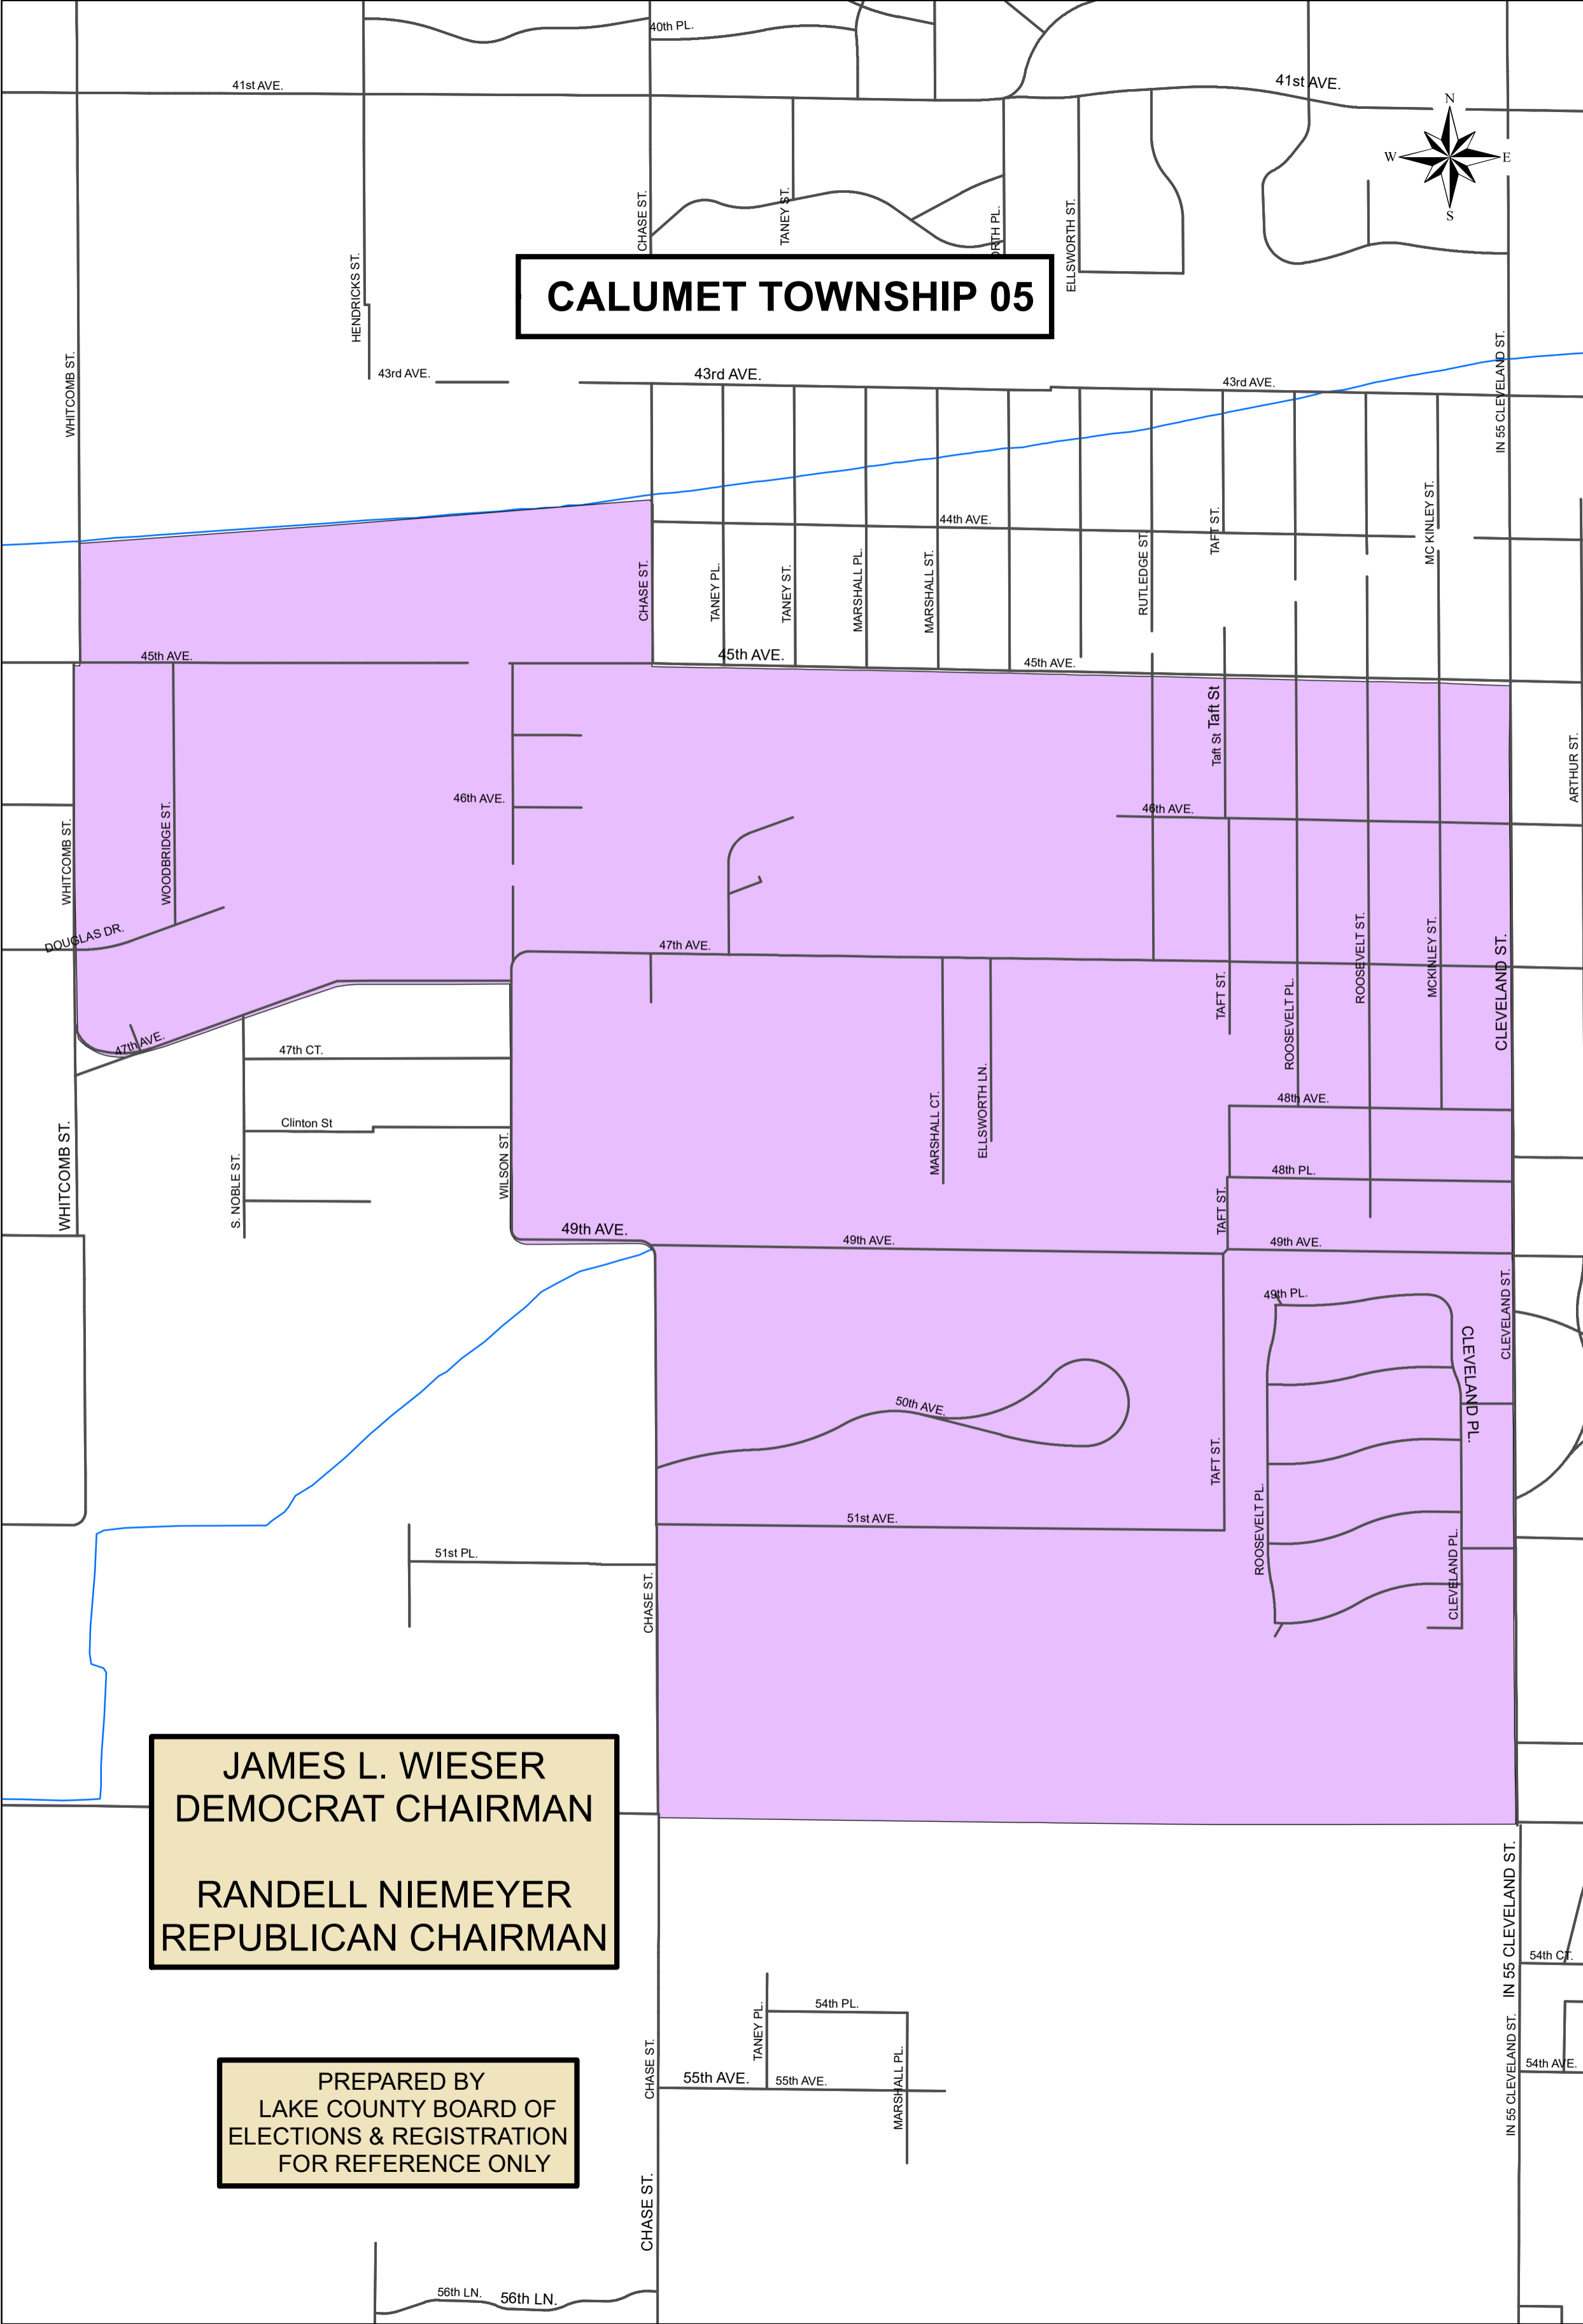 40th PL.
41st AVE.
41st AVE.
N
W
E
S
CHASE ST.
TANEY ST.
ORTH PL.
ELLSWORTH ST.
HENDRICKS ST.
CALUMET TOWNSHIP 05
WHITCOMB ST.
IN 55 CLEVELAND ST.
43rd AVE.
43rd AVE.
43rd AVE.
44th AVE.
TAFT ST.
MC KINLEY ST.
CHASE ST.
TANEY PL.
TANEY ST.
MARSHALL PL.
MARSHALL ST.
RUTLEDGE ST.
45th AVE.
45th AVE.
45th AVE.
Taft St
Taft St
ARTHUR ST.
46th AVE.
46th AVE.
WHITCOMB ST.
WOODBRIDGE ST.
DOUGLAS DR.
47th AVE.
ROOSEVELT ST.
MCKINLEY ST.
CLEVELAND ST.
TAFT ST.
ROOSEVELT PL.
47th AVE.
47th CT.
48th AVE.
MARSHALL CT.
ELLSWORTH LN.
Clinton St
WHITCOMB ST.
S. NOBLE ST.
WILSON ST.
48th PL.
TAFT ST.
49th AVE.
49th AVE.
49th AVE.
49th PL.
CLEVELAND ST.
CLEVELAND PL.
50th AVE.
TAFT ST.
51st AVE.
ROOSEVELT PL.
51st PL.
CHASE ST.
CLEVELAND PL.
JAMES L. WIESER
DEMOCRAT CHAIRMAN
RANDELL NIEMEYER
REPUBLICAN CHAIRMAN
IN 55 CLEVELAND ST.
54th CT.
54th PL.
TANEY PL.
MARSHALL PL.
CHASE ST.
55th AVE.
55th AVE.
IN 55 CLEVELAND ST.
54th AVE.
PREPARED BY
LAKE COUNTY BOARD OF
ELECTIONS & REGISTRATION
FOR REFERENCE ONLY
CHASE ST.
56th LN.
56th LN.